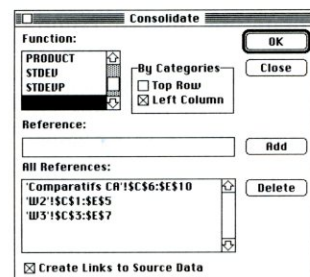 Consolidate
Function:
PRODUCT
STDEV
STDEVP
By Categories
Top Row
Left Column
OK
Close
Reference:
Add
All References:
'Comparatifs CA'!$C$6:$E$10
'W2'!$C$1:$E$5
'W3'!$C$3:$E$7
Delete
Create Links to Source Data